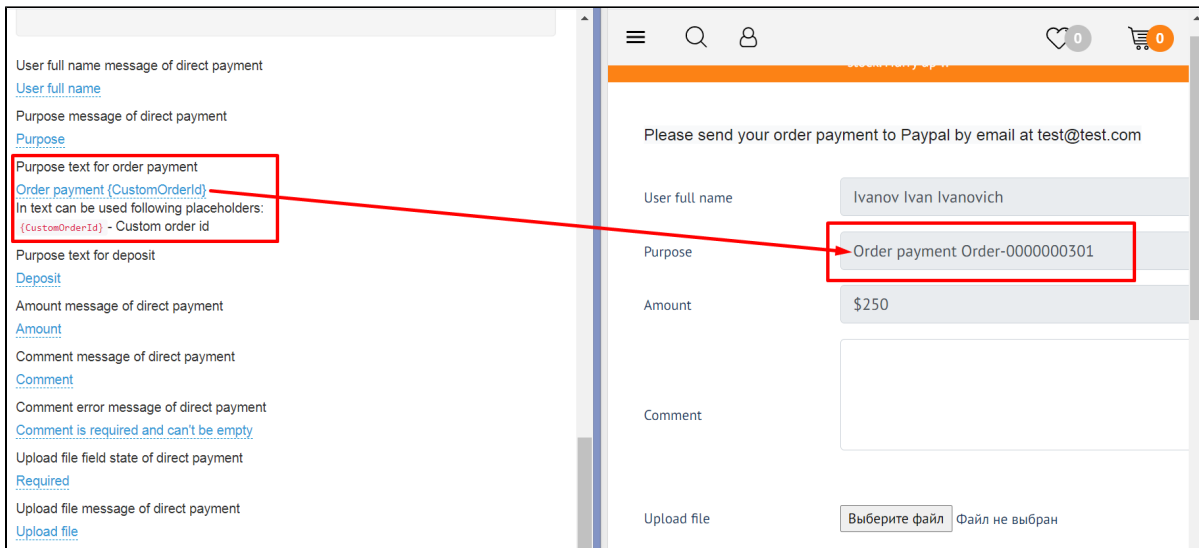 User full name message of direct payment
User full name
Purpose message of direct payment
Purpose
Purpose text for order payment
Order payment {CustomOrderId}
In text can be used following placeholders:
{CustomOrderId} - Custom order id
Purpose text for deposit
Deposit
Amount message of direct payment
Amount
Comment message of direct payment
Comment
Comment error message of direct payment
Comment is required and can't be empty
Upload file field state of direct payment
Required
Upload file message of direct payment
Upload file
0
0
Please send your order payment to Paypal by email at test@test.com
User full name
Ivanov Ivan Ivanovich
Purpose
Order payment Order-0000000301
Amount
$250
Comment
Upload file
Выберите файл Файл не выбран